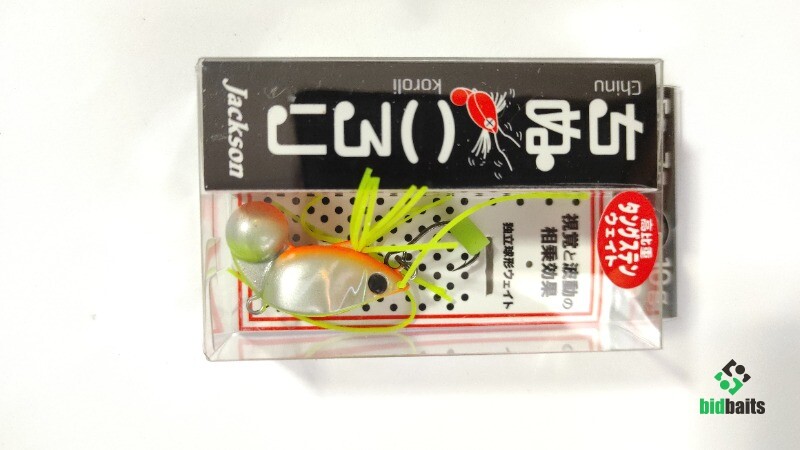 Chinu
ちぬ
koroli
ころり
Jackson
高比重
タングステン
ウェイト
視覚と波動の
相乗効果
独立球形ウェイト
bidbaits